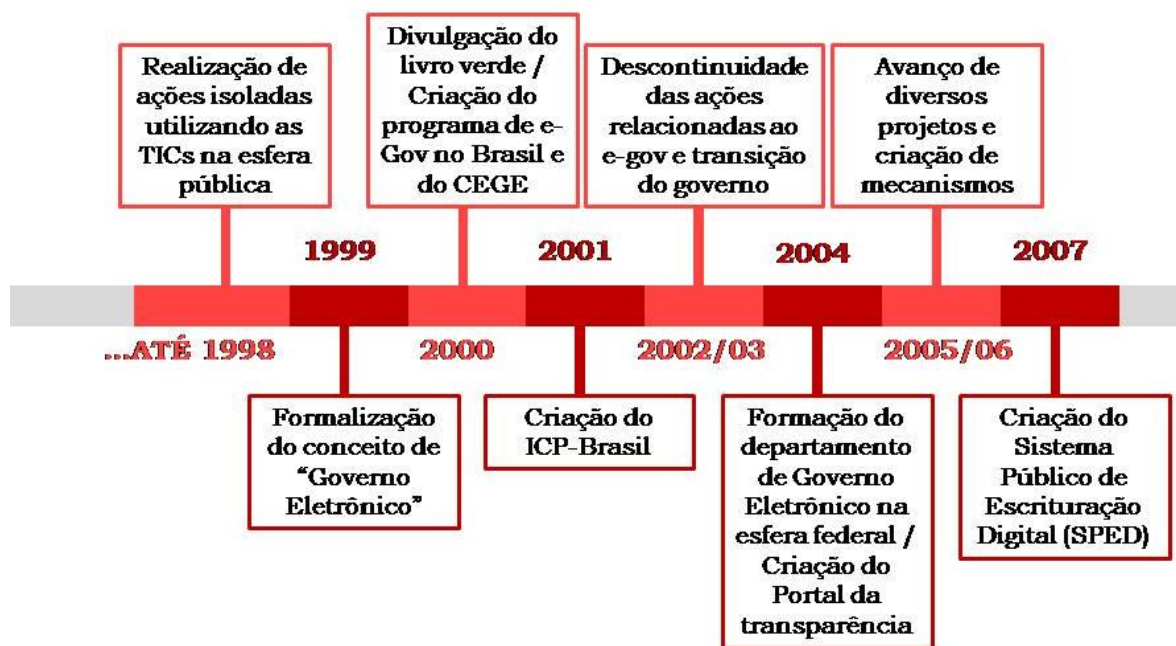 Realização de
ações isoladas
utilizando as
TICs na esfera
pública
Divulgação do
livro verde /
Criação do
programa de e-
Gov no Brasil e
do CEGE
Descontinuidade
das ações
relacionadas ao
e-gov e transição
do governo
Avanço de
diversos
projetos e
criação de
mecanismos
1999
2001
2004
2007
...ATÉ 1998
2000
2002/03
2005/06
Formalização
do conceito de
“Governo
Eletrônico”
Criação do
ICP-Brasil
Formação do
departamento
de Governo
Eletrônico na
esfera federal /
Criação do
Portal da
transparência
Criação do
Sistema
Público de
Escrituração
Digital (SPED)